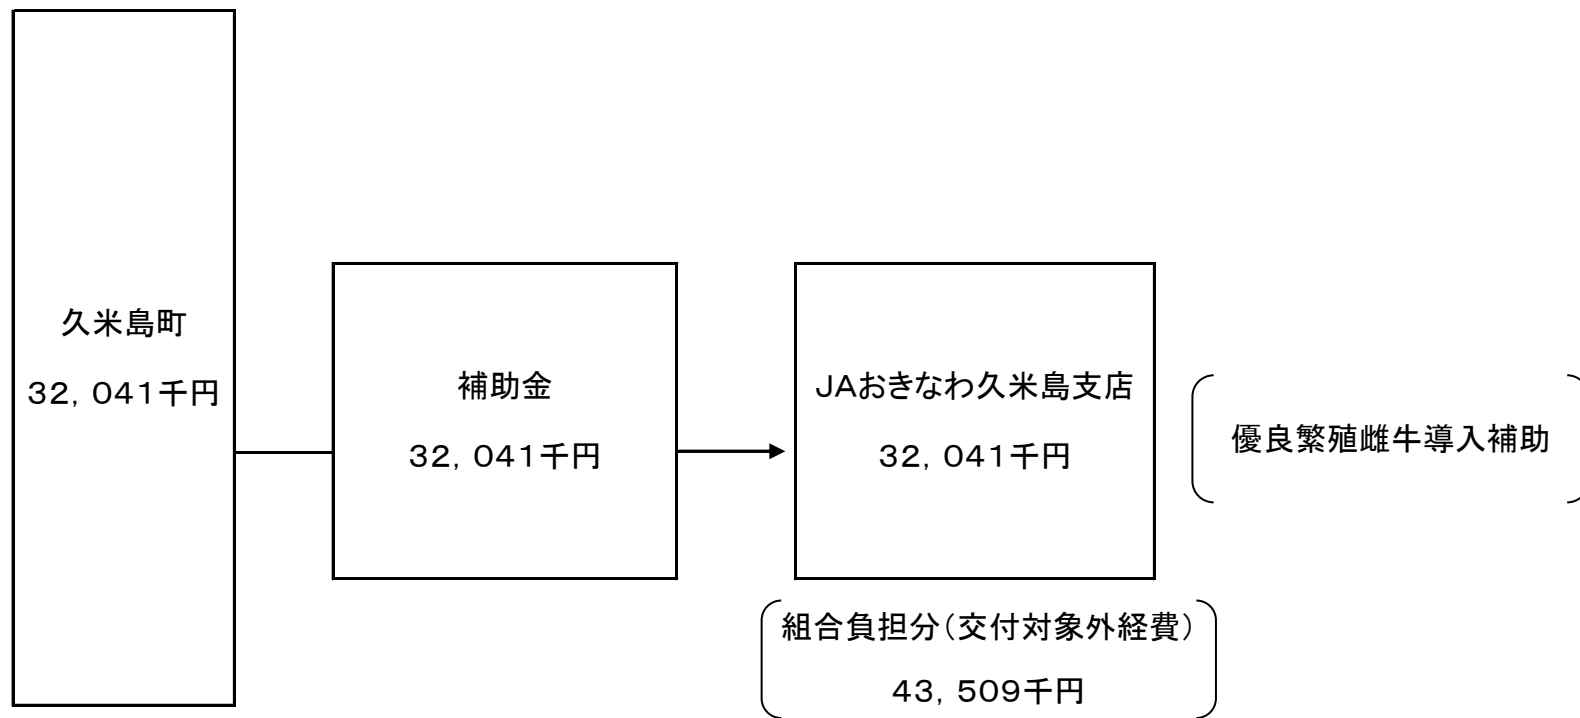 久米島町
32，041千円
補助金
32，041千円
JAおきなわ久米島支店
32，041千円
優良繁殖雌牛導入補助
組合負担分（交付対象外経費）
43，509千円